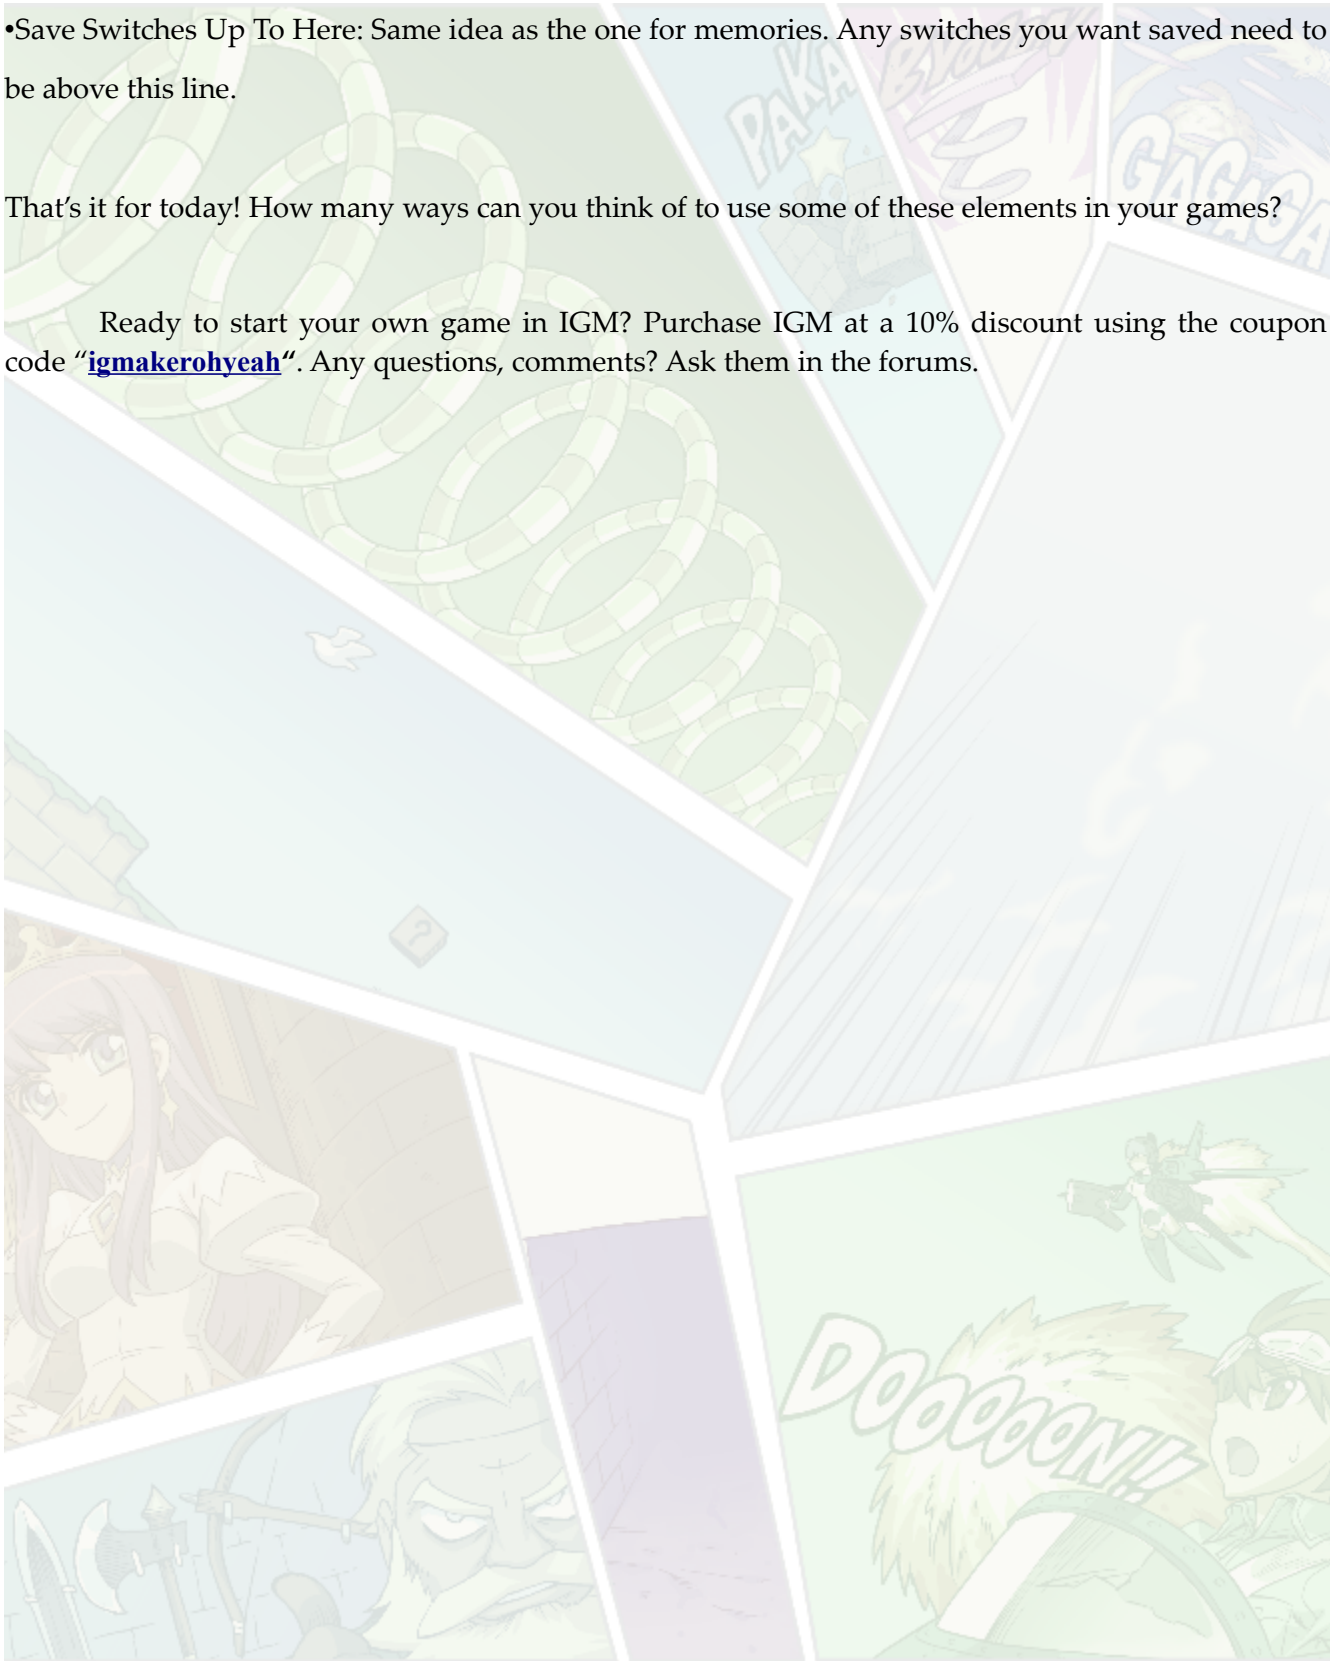 •Save Switches Up To Here: Same idea as the one for memories. Any switches you want saved need to
be above this line.
That’s it for today! How many ways can you think of to use some of these elements in your games?
Ready to start your own game in IGM? Purchase IGM at a 10% discount using the coupon
code “igmakerohyeah“. Any questions, comments? Ask them in the forums.
PAKA
GAGAGA
?
DOOOOON!!